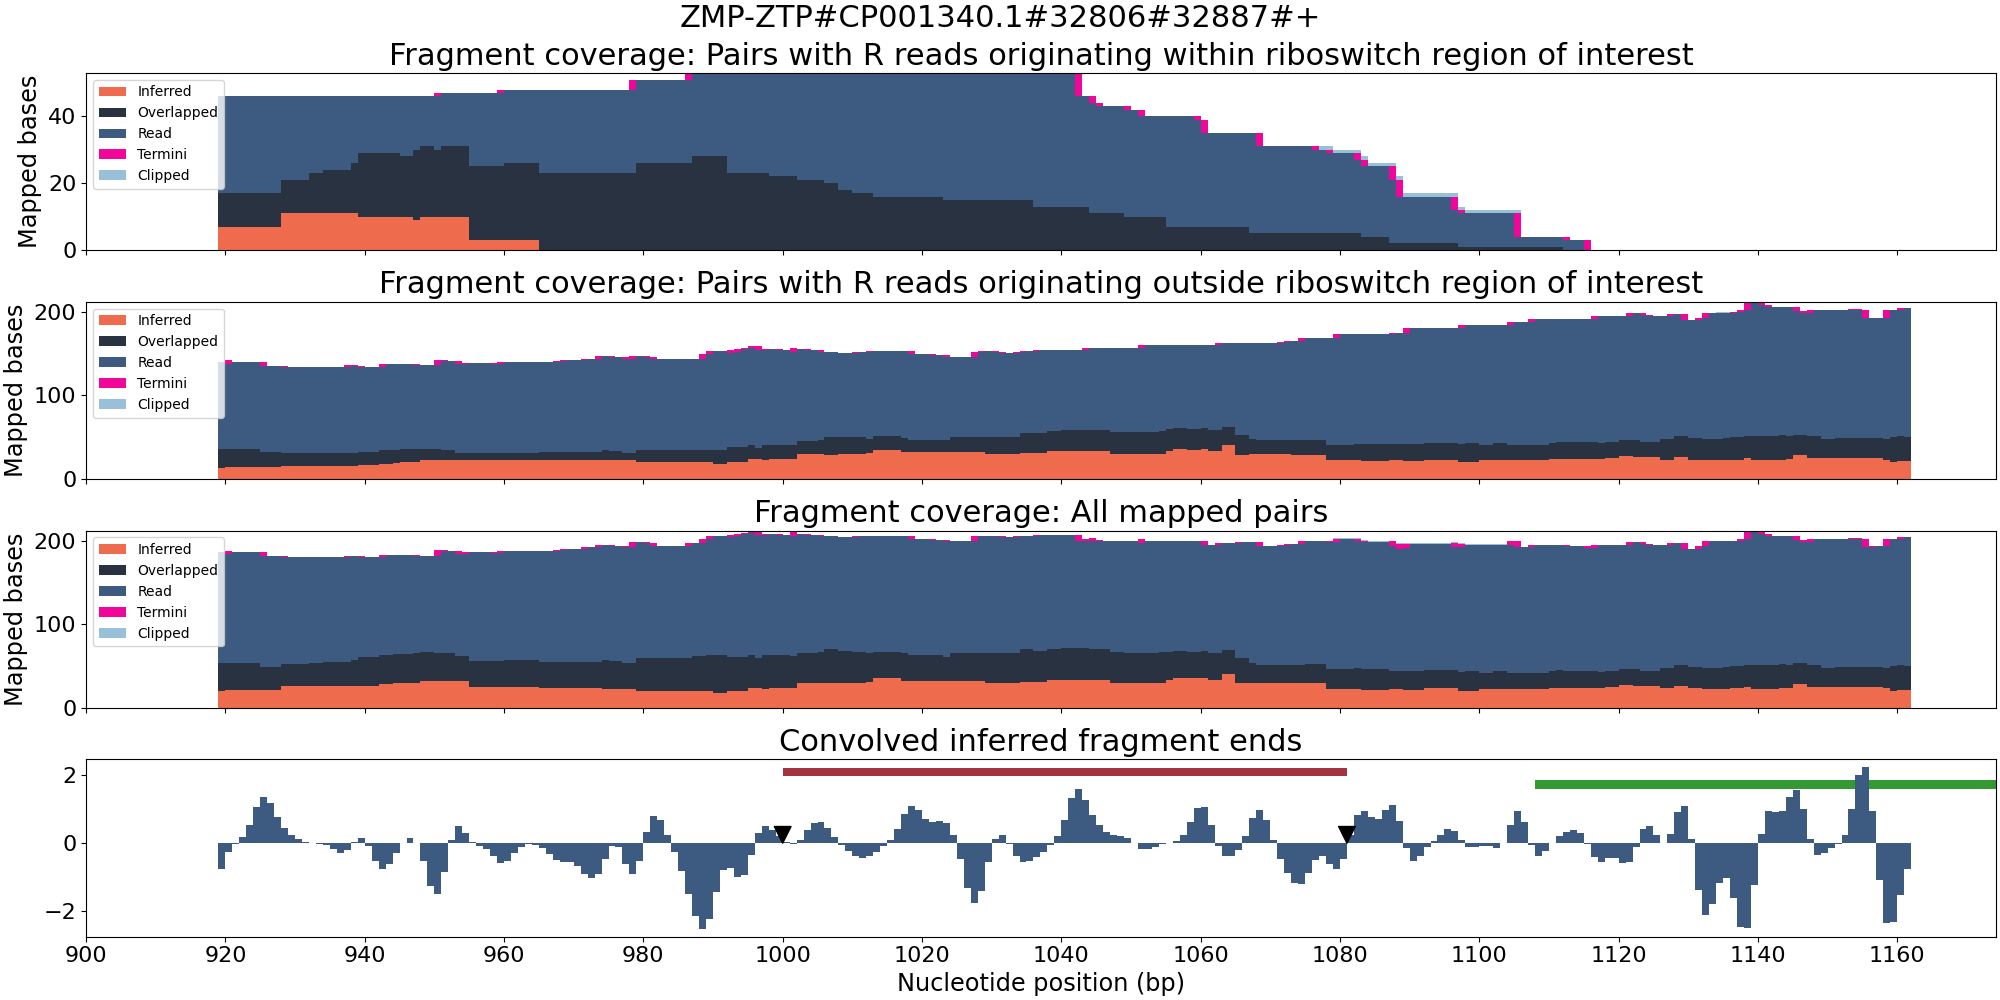 ZMP-ZTP#CP001340.1#32806#32887#+
Fragment coverage: Pairs with R reads originating within riboswitch region of interest
Mapped bases
40
20
0
Inferred
Overlapped
Read
Termini
Clipped
Fragment coverage: Pairs with R reads originating outside riboswitch region of interest
Mapped bases
200
100
0
Inferred
Overlapped
Read
Termini
Clipped
Fragment coverage: All mapped pairs
Mapped bases
200
100
0
Inferred
Overlapped
Read
Termini
Clipped
Convolved inferred fragment ends
2
0
−2
900 920 940 960 980 1000 1020 1040 1060 1080 1100 1120 1140 1160
Nucleotide position (bp)